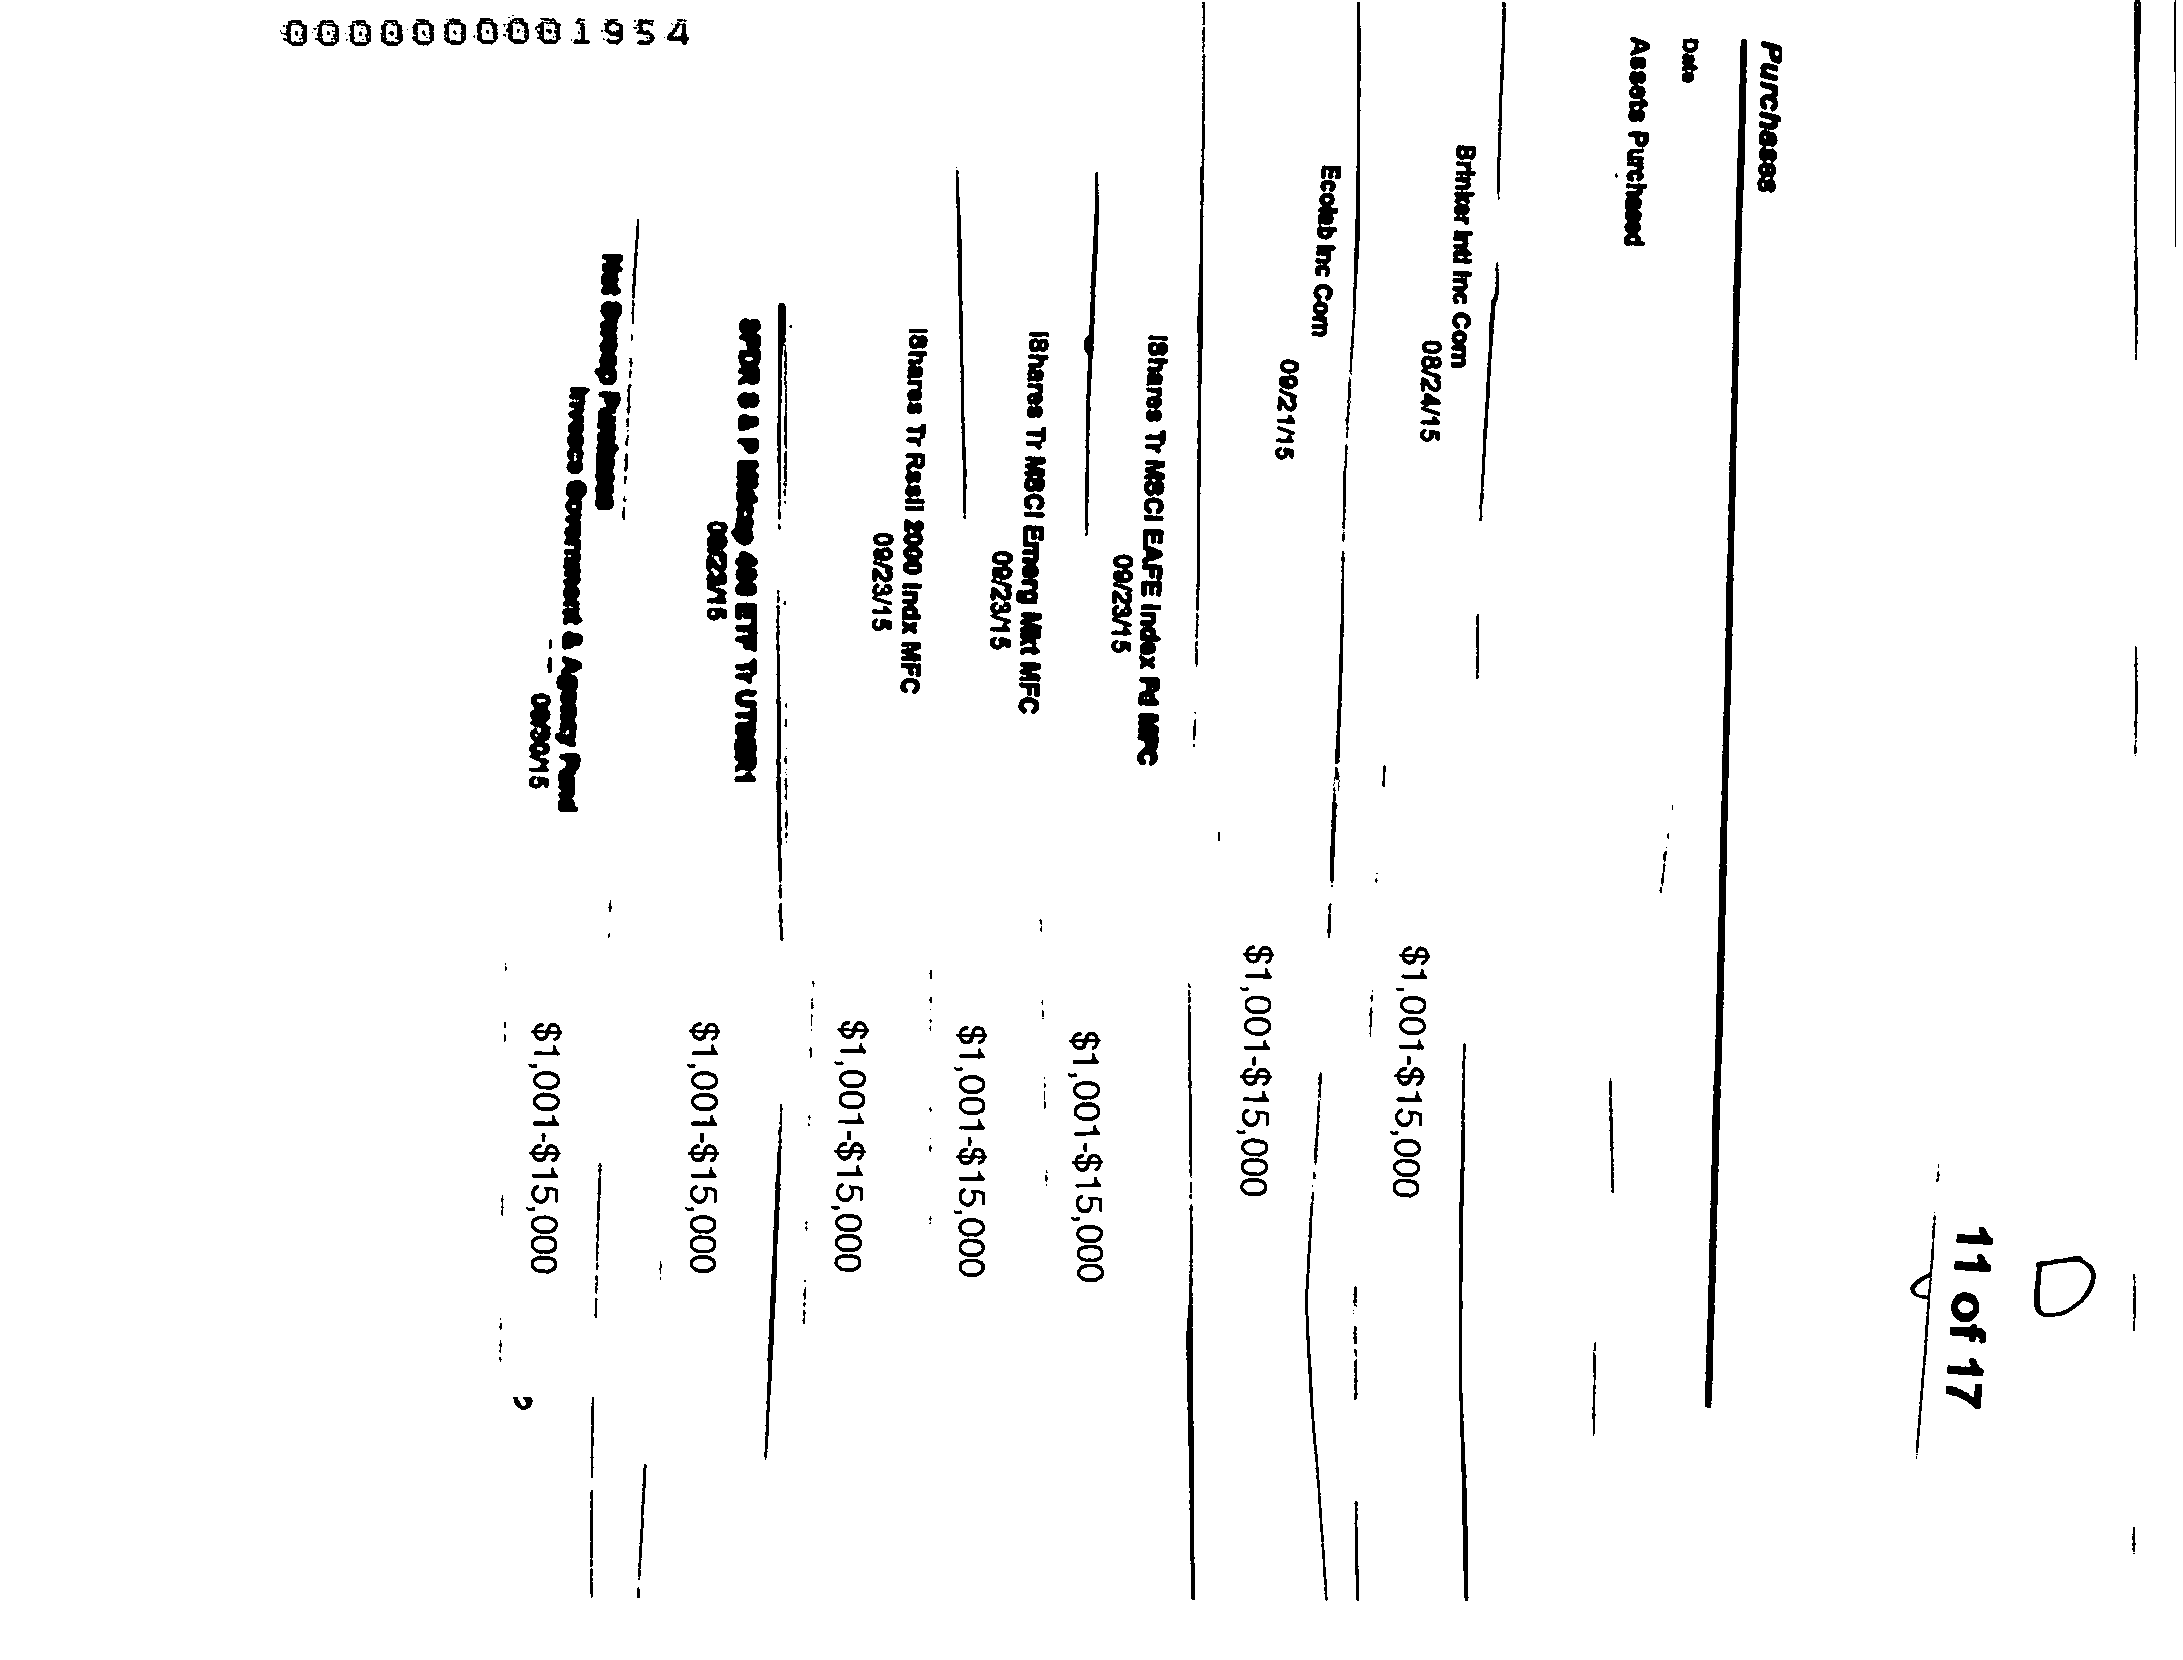 000000001954
11 of 17
Purchases
Date
Assets Purchased
Brinker Intl Inc Com
08/24/15
$1,001-$15,000
Ecolab Inc Com
09/21/15
$1,001-$15,000
IShares Tr MSCI EAFE Index Fd MFC
09/23/15
$1,001-$15,000
IShares Tr MSCI Emerg Mkt MFC
09/23/15
$1,001-$15,000
IShares Tr Rssll 2000 Indx MFC
09/23/15
$1,001-$15,000
SPDR S & P Midcap 400 ETF Tr UTSER1
09/23/15
$1,001-$15,000
Net Sweep Purchases
Invesco Government & Agency Fund
09/30/15
$1,001-$15,000